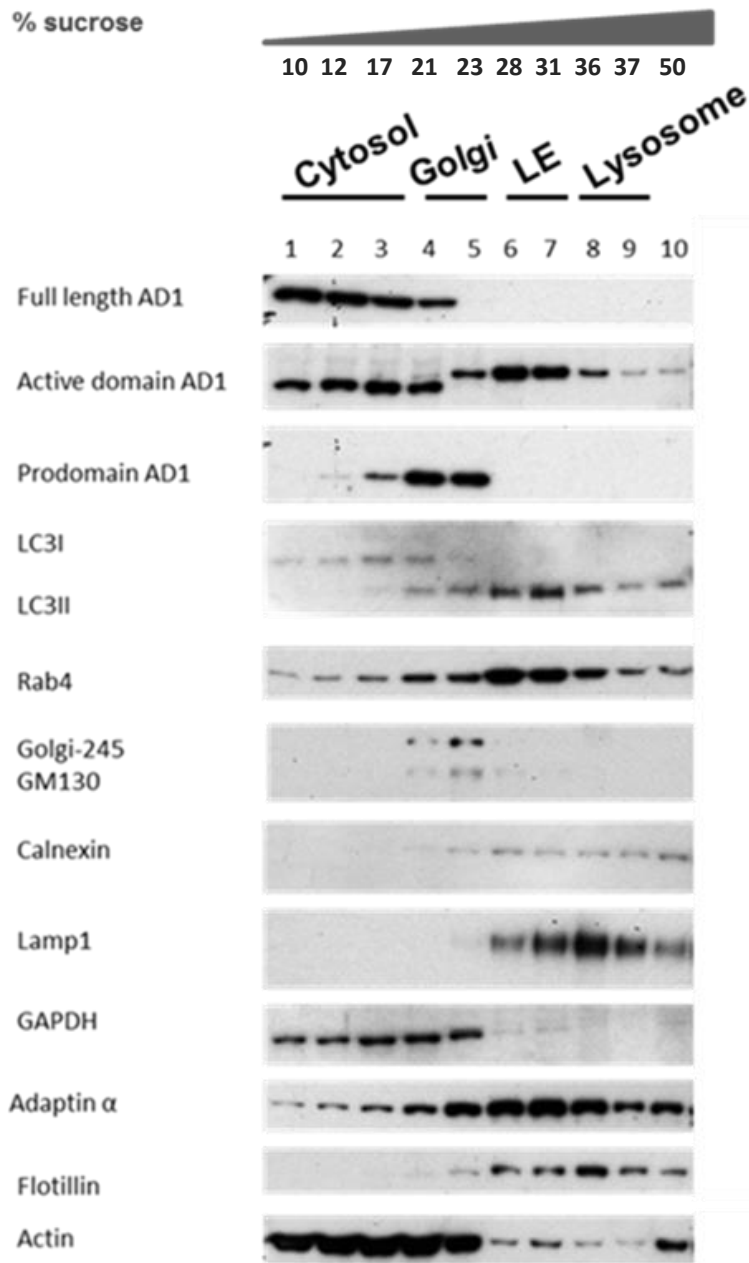 % sucrose
10 12 17 21 23 28 31 36 37 50
Cytosol Golgi LE Lysosome
1 2 3 4 5 6 7 8 9 10
Full length AD1
Active domain AD1
Prodomain AD1
LC3I
LC3II
Rab4
Golgi-245
GM130
Calnexin
Lamp1
GAPDH
Adaptin α
Flotillin
Actin